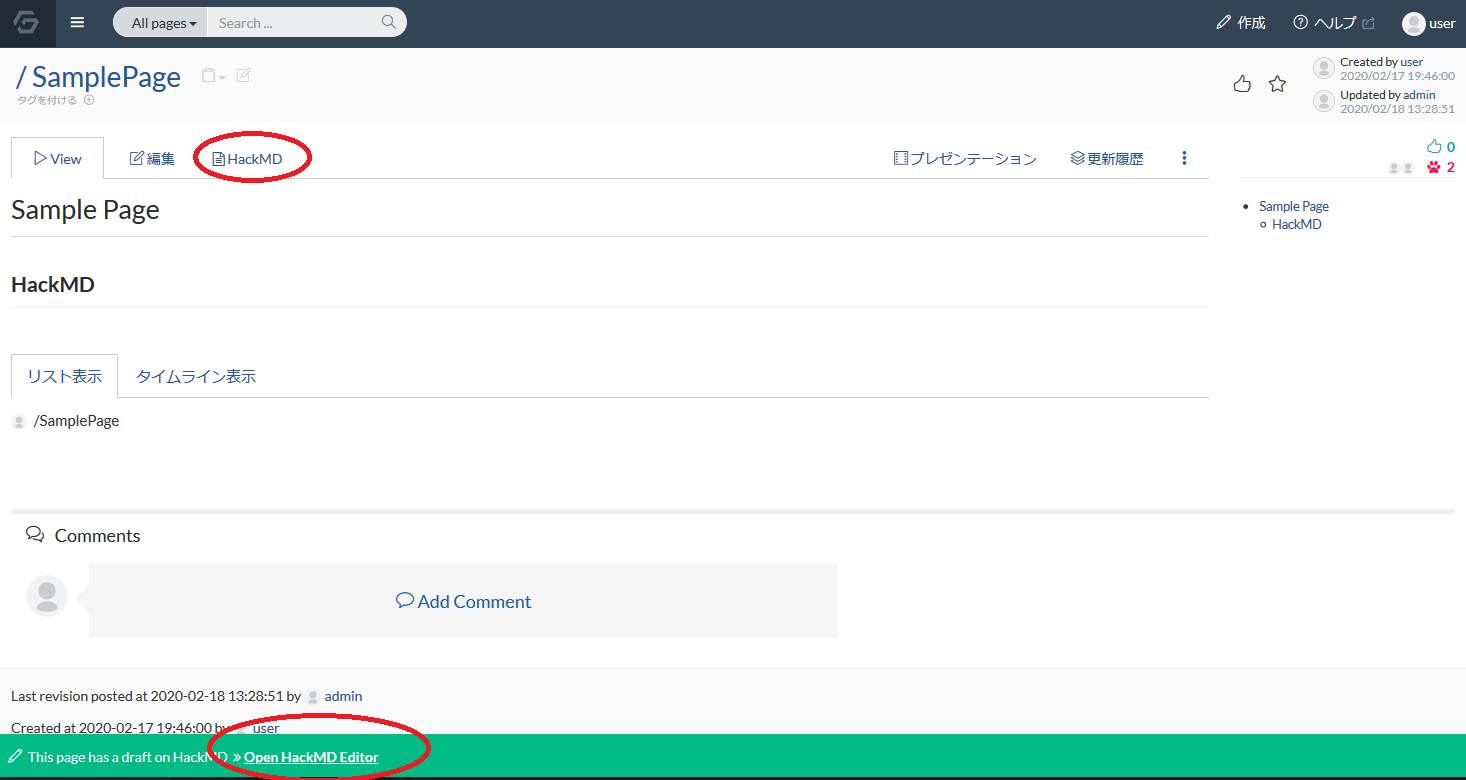 All pages
Search ...
作成
ヘルプ
user
/ SamplePage
タグを付ける
Created by user
2020/02/17 19:46:00
Updated by admin
2020/02/18 13:28:51
View
編集
HackMD
プレゼンテーション
更新履歴
0
2
Sample Page
HackMD
Sample Page
HackMD
リスト表示
タイムライン表示
/SamplePage
Comments
Add Comment
Last revision posted at 2020-02-18 13:28:51 by admin
Created at 2020-02-17 19:46:00 by user
This page has a draft on HackMD » Open HackMD Editor